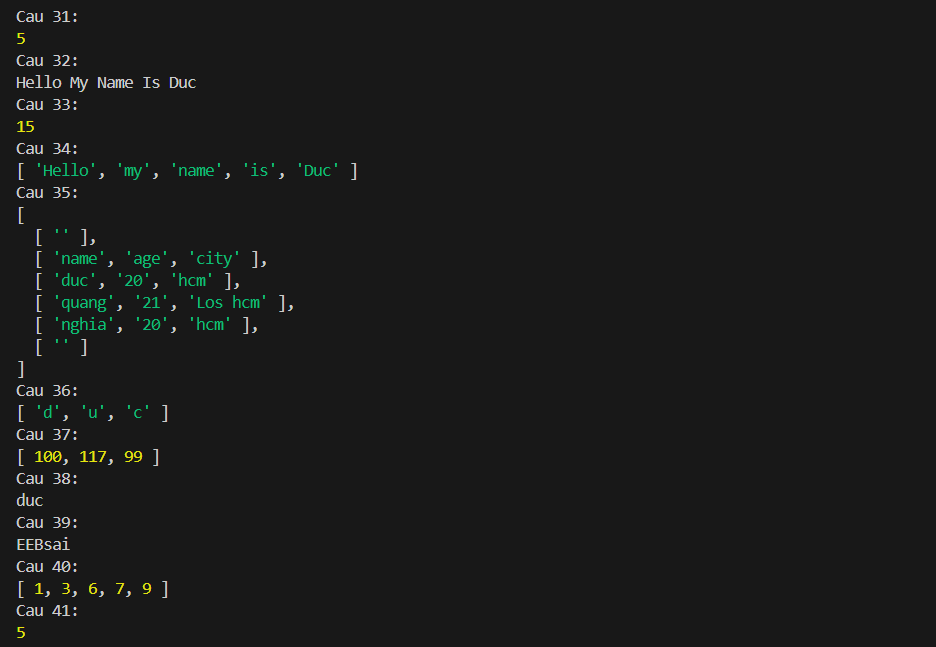 Cau 31:
5
Cau 32:
Hello My Name Is Duc
Cau 33:
15
Cau 34:
[ 'Hello', 'my', 'name', 'is', 'Duc' ]
Cau 35:
[
  [ '' ],
  [ 'name', 'age', 'city' ],
  [ 'duc', '20', 'hcm' ],
  [ 'quang', '21', 'Los hcm' ],
  [ 'nghia', '20', 'hcm' ],
  [ '' ]
]
Cau 36:
[ 'd', 'u', 'c' ]
Cau 37:
[ 100, 117, 99 ]
Cau 38:
duc
Cau 39:
EEBsai
Cau 40:
[ 1, 3, 6, 7, 9 ]
Cau 41:
5